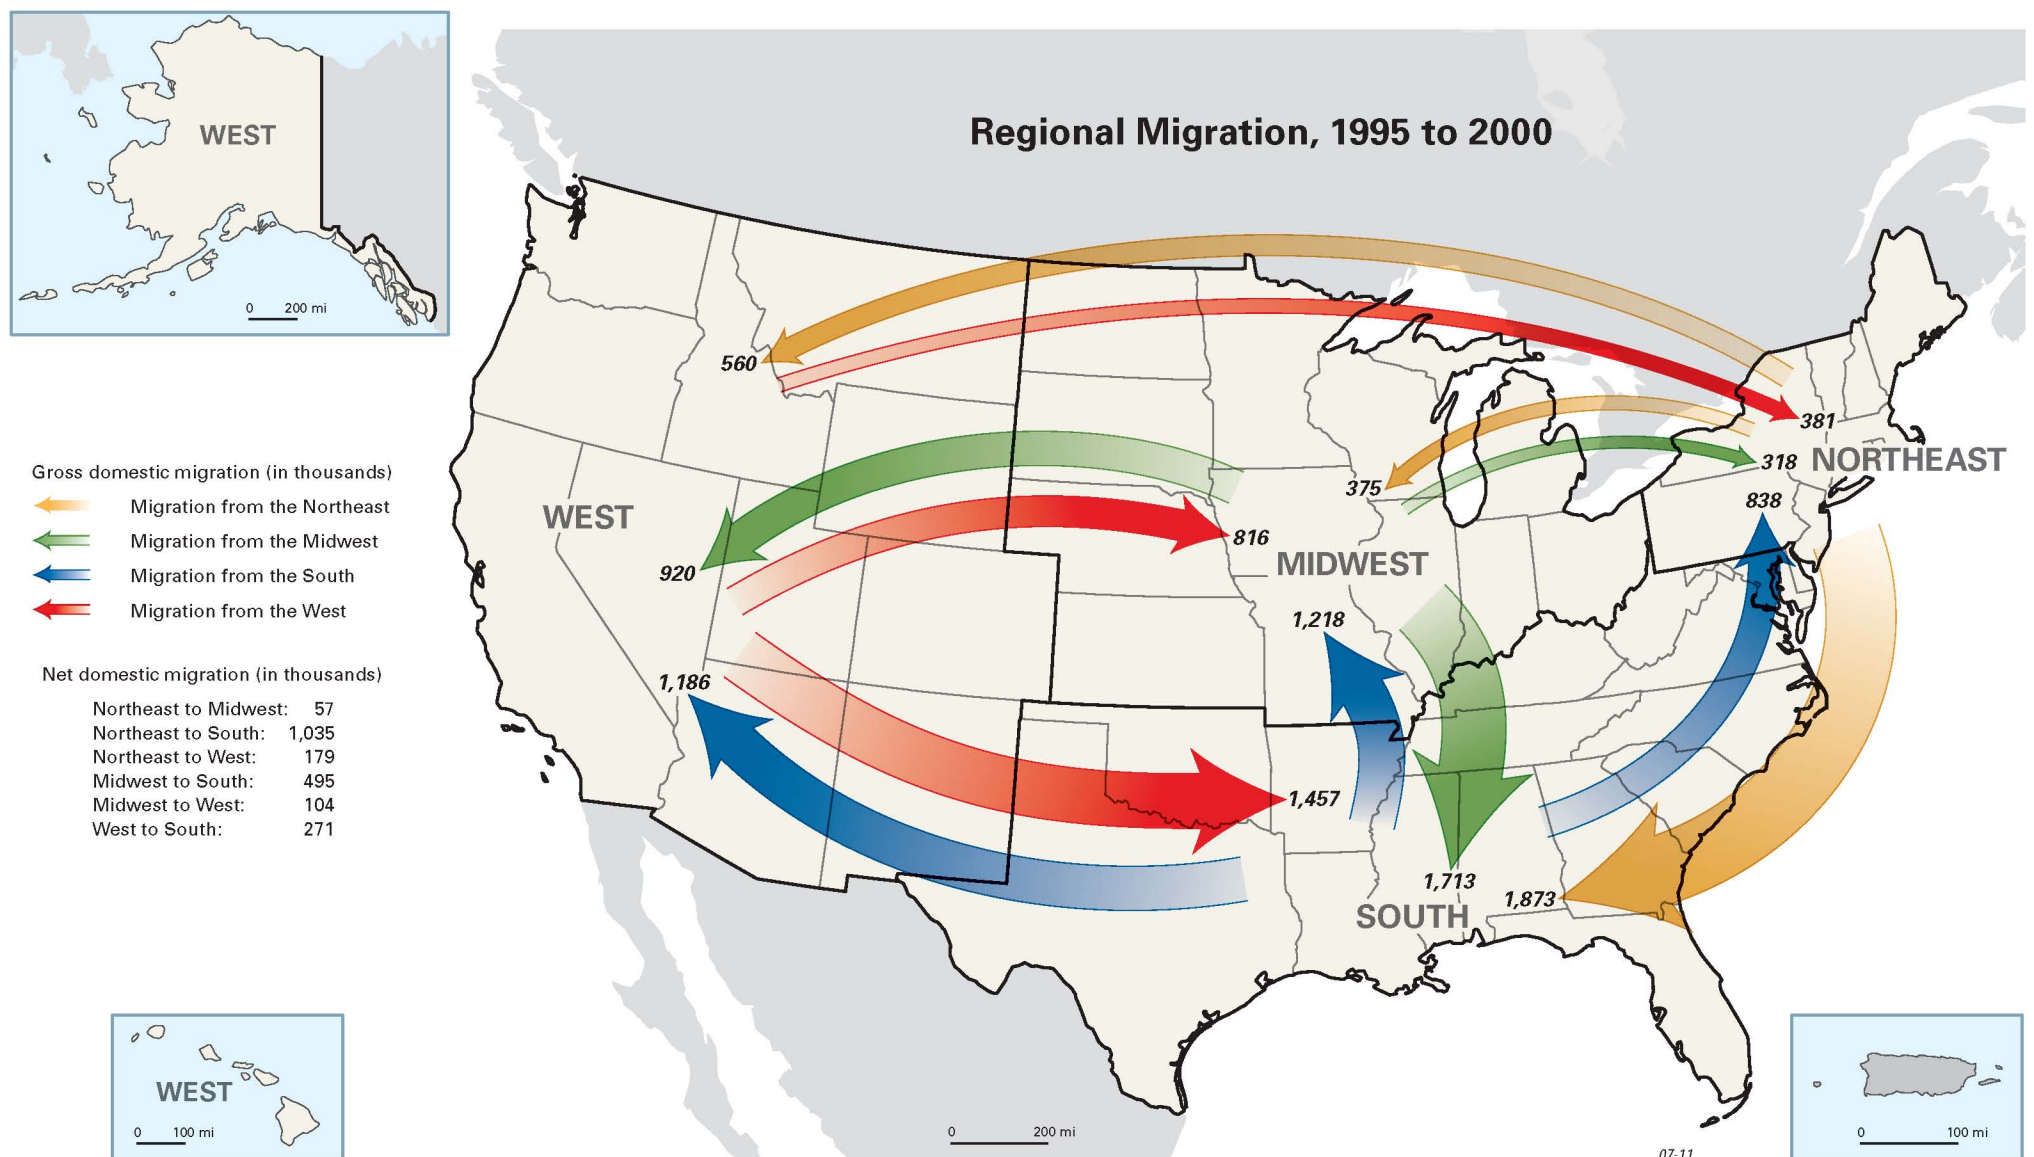 WEST
0 200 mi
Regional Migration, 1995 to 2000
560
381
318
NORTHEAST
375
838
WEST
816
MIDWEST
920
1,218
1,186
1,457
1,713
1,873
SOUTH
Gross domestic migration (in thousands)
Migration from the Northeast
Migration from the Midwest
Migration from the South
Migration from the West
Net domestic migration (in thousands)
Northeast to Midwest: 57
Northeast to South: 1,035
Northeast to West: 179
Midwest to South: 495
Midwest to West: 104
West to South: 271
WEST
0 100 mi
0 200 mi
0 100 mi
07-11